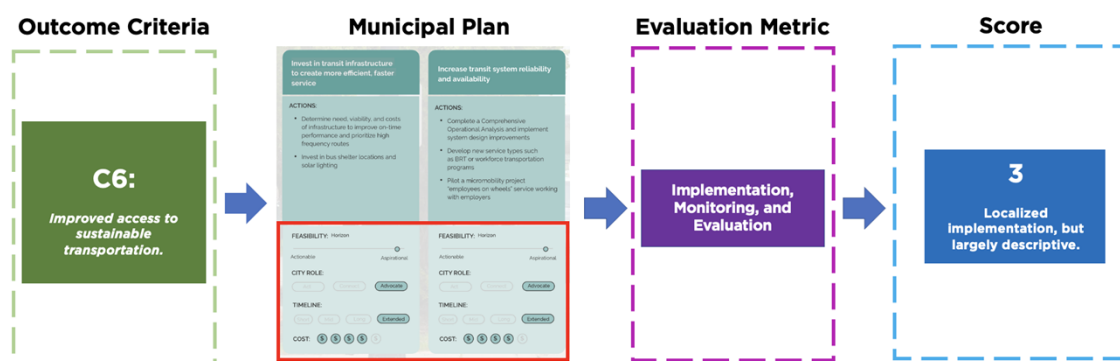 Outcome Criteria
Municipal Plan
Evaluation Metric
Score
C6:
Improved access to
sustainable
transportation.
Invest in transit infrastructure
to create more efficient, faster
service
ACTIONS:
• Determine need, viability, and costs
of infrastructure to improve on-time
performance and prioritize high
frequency routes
• Invest in bus shelter locations and
solar lighting
FEASIBILITY: Horizon
Actionable
Aspirational
CITY ROLE:
Advocate
TIMELINE:
Extended
COST: $ $ $ $ $
Increase transit system reliability
and availability
ACTIONS:
• Complete a Comprehensive
Operational Analysis and implement
system design improvements
• Develop new service types such
as BRT or workforce transportation
programs
• Pilot a micromobility project
'employees on wheels' service working
with employers
FEASIBILITY: Horizon
Actionable
Aspirational
CITY ROLE:
Advocate
TIMELINE:
Extended
COST: $ $ $ $ $
Implementation,
Monitoring, and
Evaluation
3
Localized
implementation, but
largely descriptive.